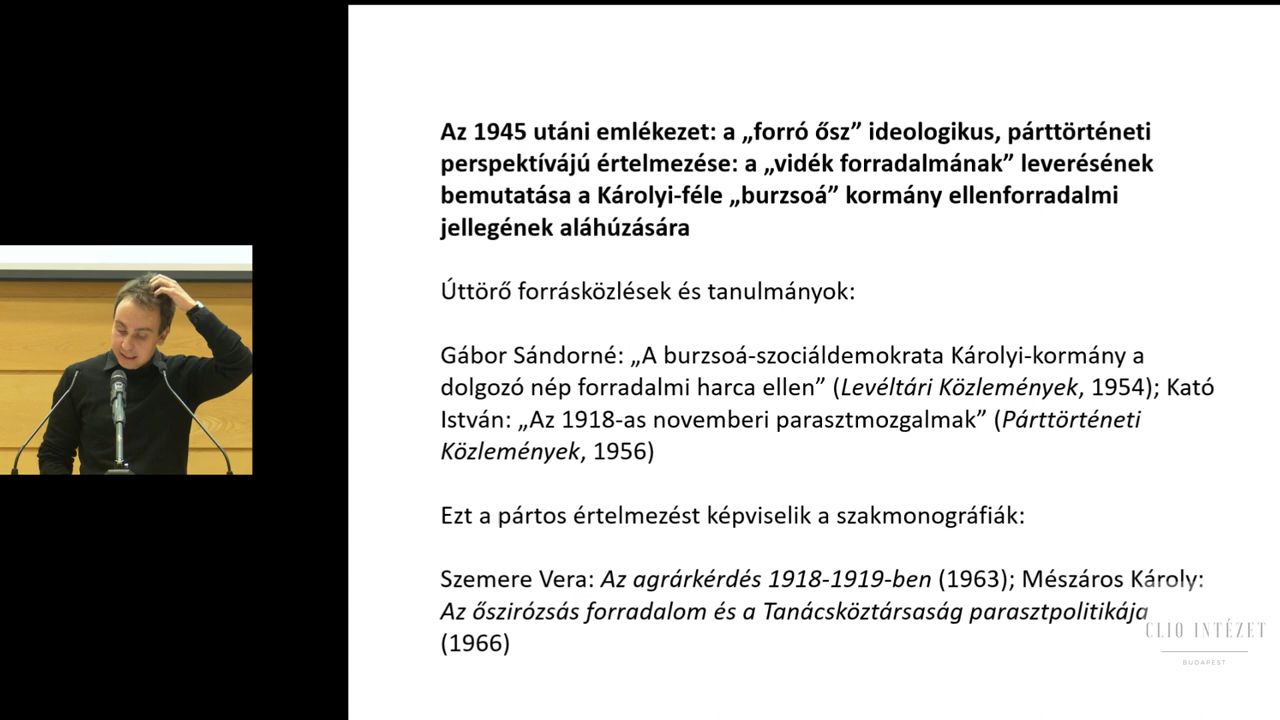 Az 1945 utáni emlékezet: a „forró ősz” ideologikus, párttörténeti
perspektívájú értelmezése: a „vidék forradalmának” leverésének
bemutatása a Károlyi-féle „burzsoá” kormány ellenforradalmi
jellegének aláhúzására
Úttörő forrásközlések és tanulmányok:
Gábor Sándorné: „A burzsoá-szociáldemokrata Károlyi-kormány a
dolgozó nép forradalmi harca ellen” (Levéltári Közlemények, 1954); Kató
István: „Az 1918-as novemberi parasztmozgalmak” (Párttörténeti
Közlemények, 1956)
Ezt a pártos értelmezést képviselik a szakmonográfiák:
Szemere Vera: Az agrárkérdés 1918-1919-ben (1963); Mészáros Károly:
Az őszirózsás forradalom és a Tanácsköztársaság parasztpolitikája
(1966)
CLIO INTÉZET
BUDAPEST